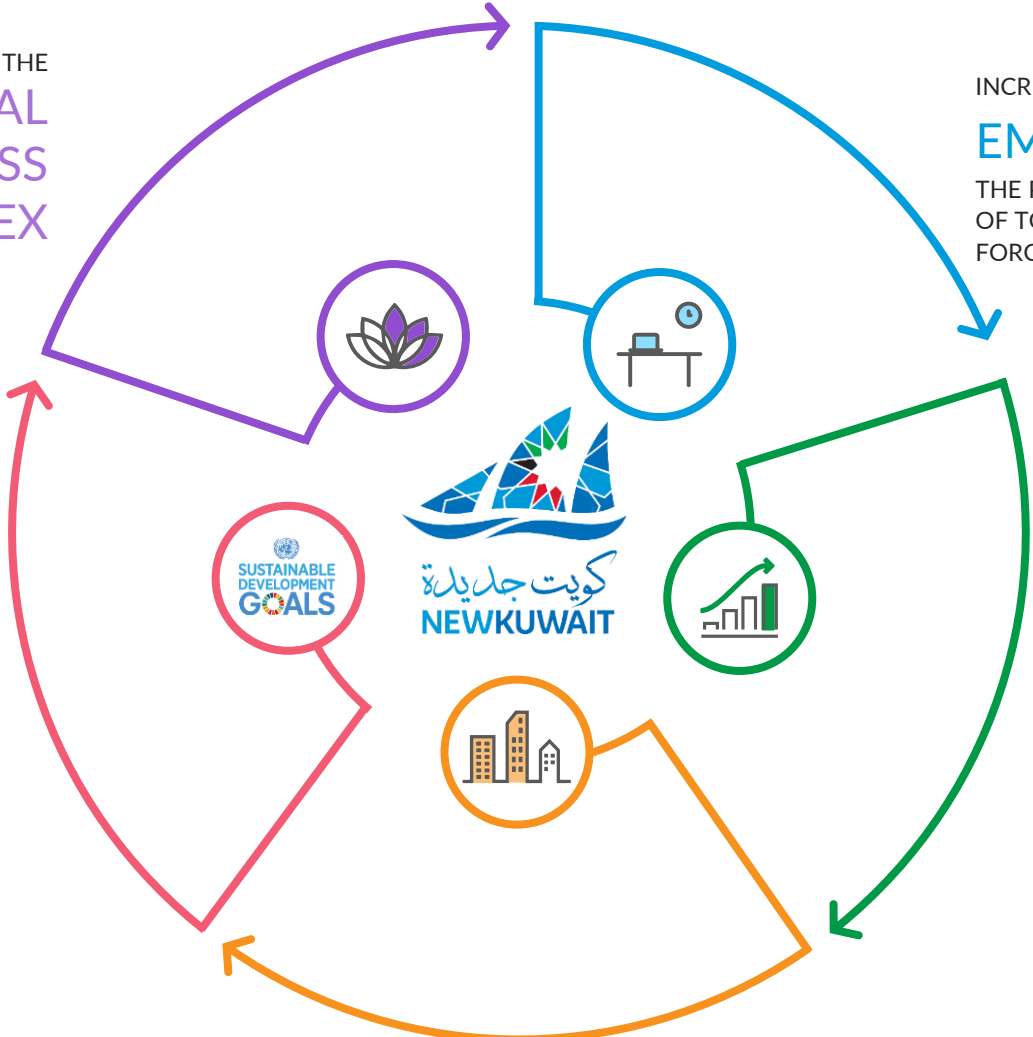 THE
AL
SS
EX
INCR
EM
THE
OF TO
FORC
SUSTAINABLE
DEVELOPMENT
GOALS
كويت جديدة
NEWKUWAIT